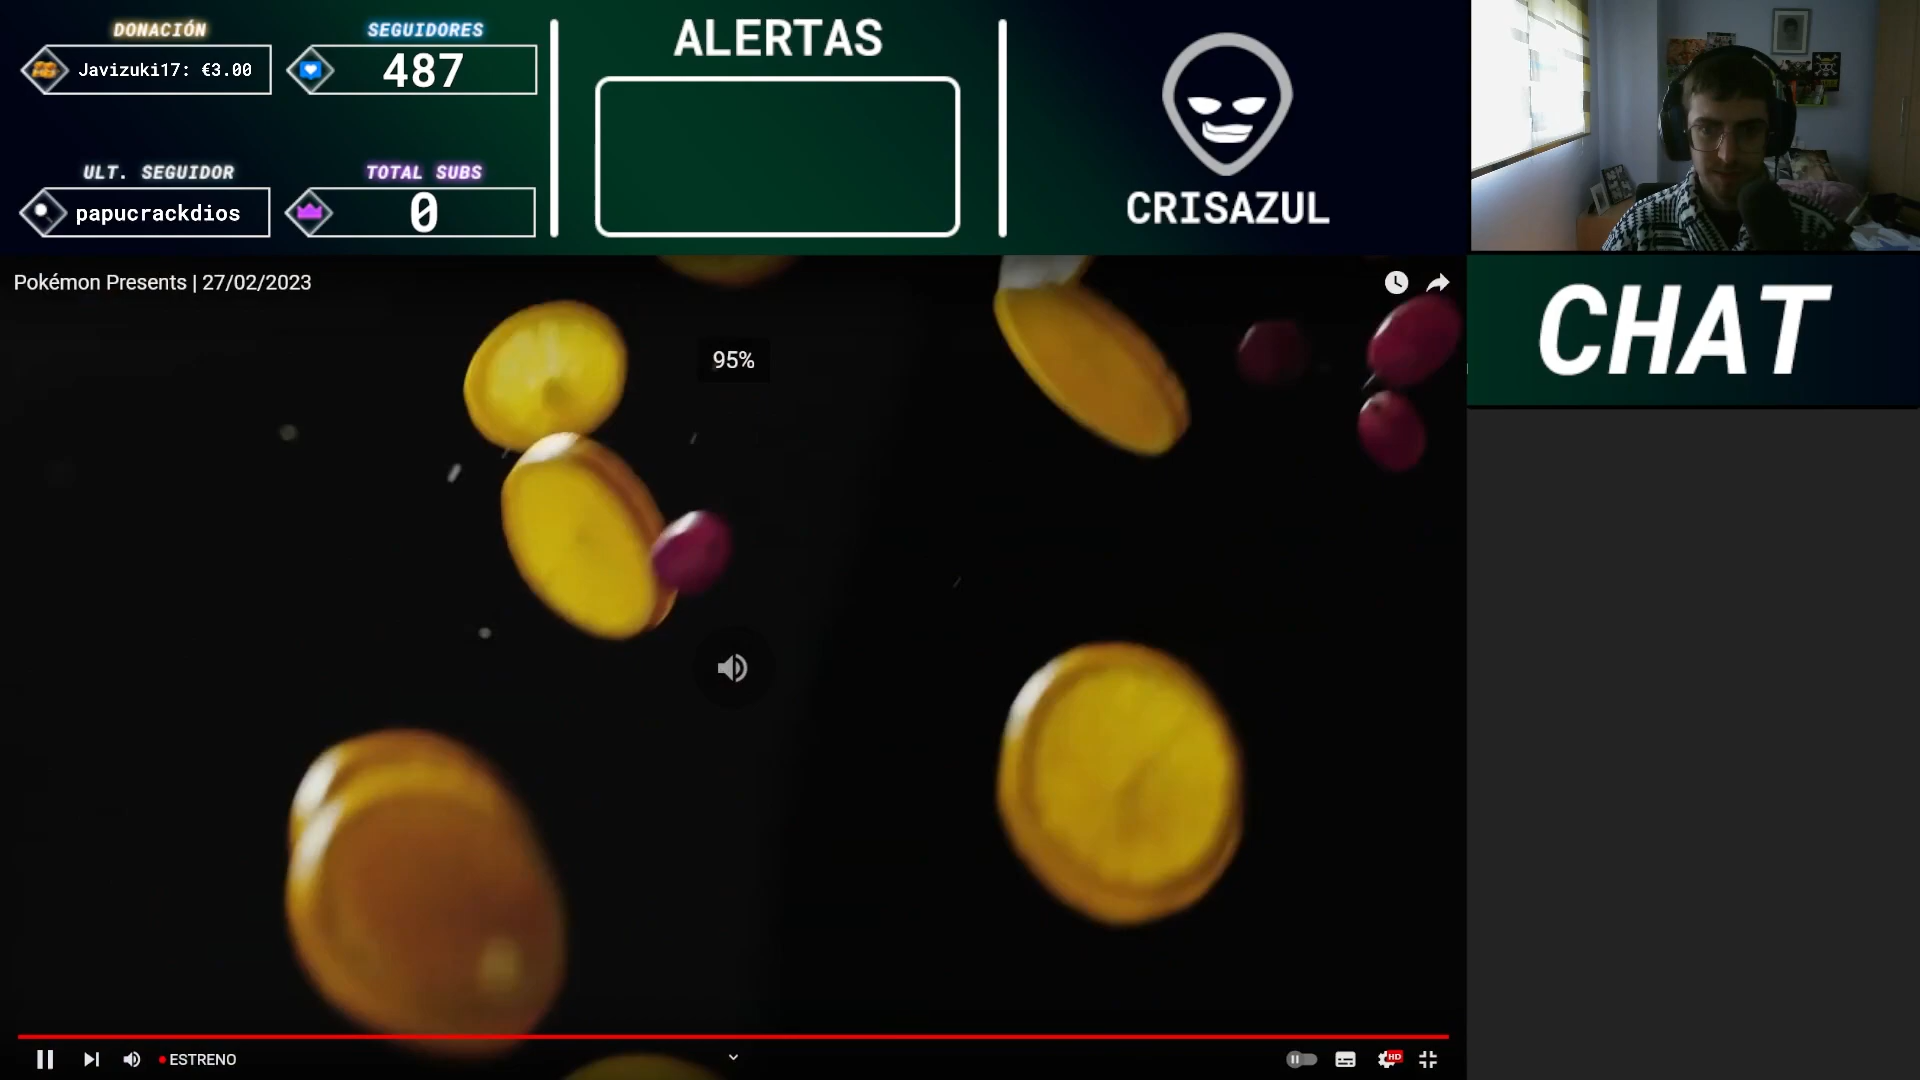 DONACIÓN
Javizuki17: €3.00
SEGUIDORES
487
ULT. SEGUIDOR
papucrackdios
TOTAL SUBS
0
ALERTAS
CRISAZUL
CHAT
Pokémon Presents | 27/02/2023
95%
ESTRENO
HD